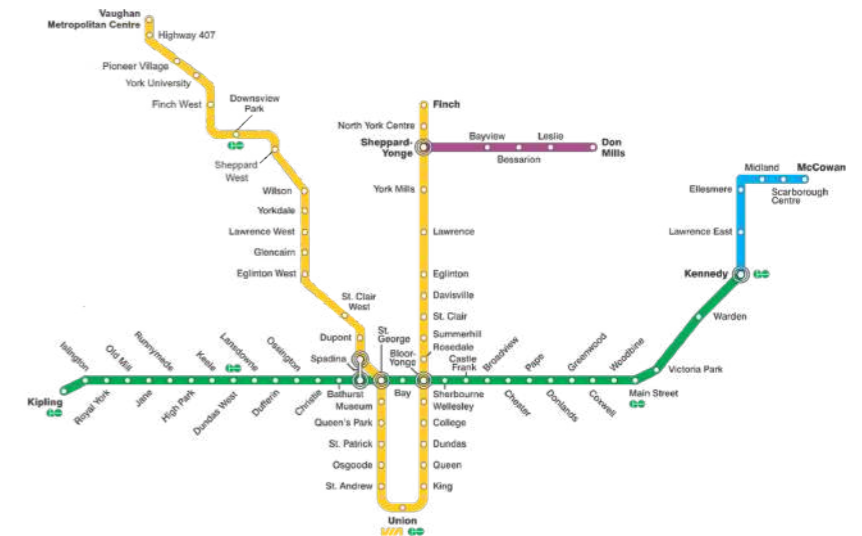 Vaughan
Metropolitan Centre
Highway 407
Pioneer Village
York University
Finch West
Downsview
Park
Sheppard
West
Wilson
Yorkdale
Lawrence West
Glencairn
Eglinton West
St. Clair
West
Dupont
Spadina
St.
George
Finch
North York Centre
Sheppard-
Yonge
Bayview
Leslie
Bessarion
Don
Mills
York Mills
Lawrence
Eglinton
Davisville
St. Clair
Summerhill
Rosedale
Bloor-
Yonge
Midland
McCowan
Ellesmere
Scarborough
Centre
Lawrence East
Kennedy
Warden
Victoria Park
Kipling
Islington
Royal York
Old Mill
Jane
Runnymede
High Park
Keele
Dundas West
Lansdowne
Dufferin
Ossington
Christie
Bathurst
Bay
Sherbourne
Castle
Frank
Broadview
Chester
Pape
Donlands
Greenwood
Coxwell
Woodbine
Main Street
Museum
Queen's Park
St. Patrick
Osgoode
St. Andrew
Wellesley
College
Dundas
Queen
King
Union
VIA